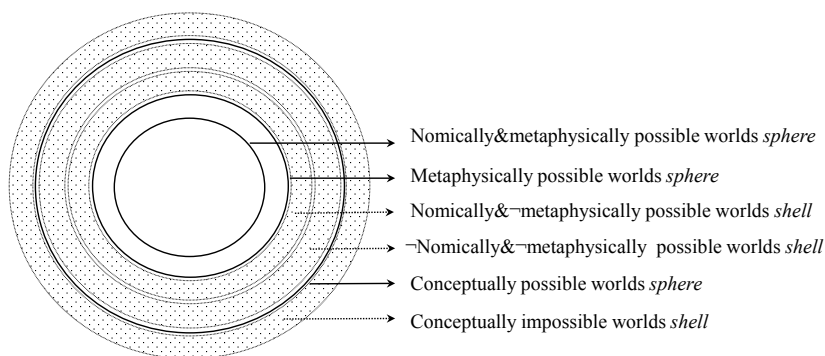 Nomically&metaphysically possible worlds sphere
Metaphysically possible worlds sphere
Nomically&¬metaphysically possible worlds shell
¬Nomically&¬metaphysically possible worlds shell
Conceptually possible worlds sphere
Conceptually impossible worlds shell